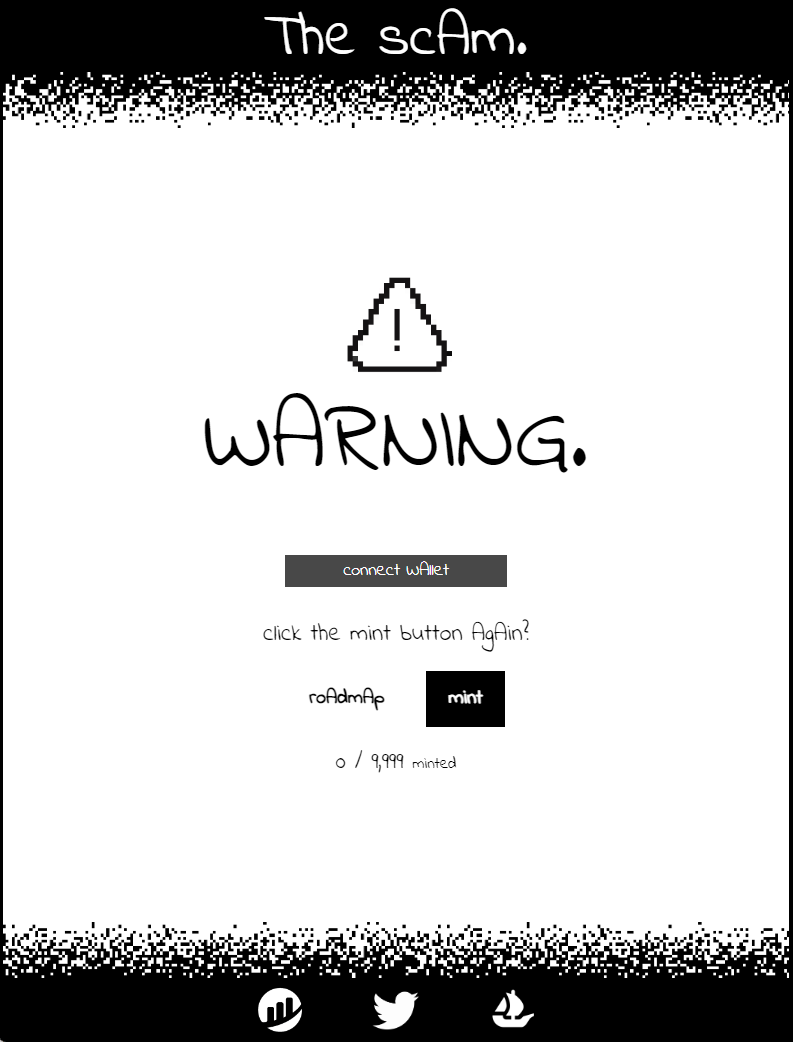 The scAm.
!
wARNING.
connect wAllet
click the mint button AgAin?
roAdmAp mint
0 / 9,999 minted